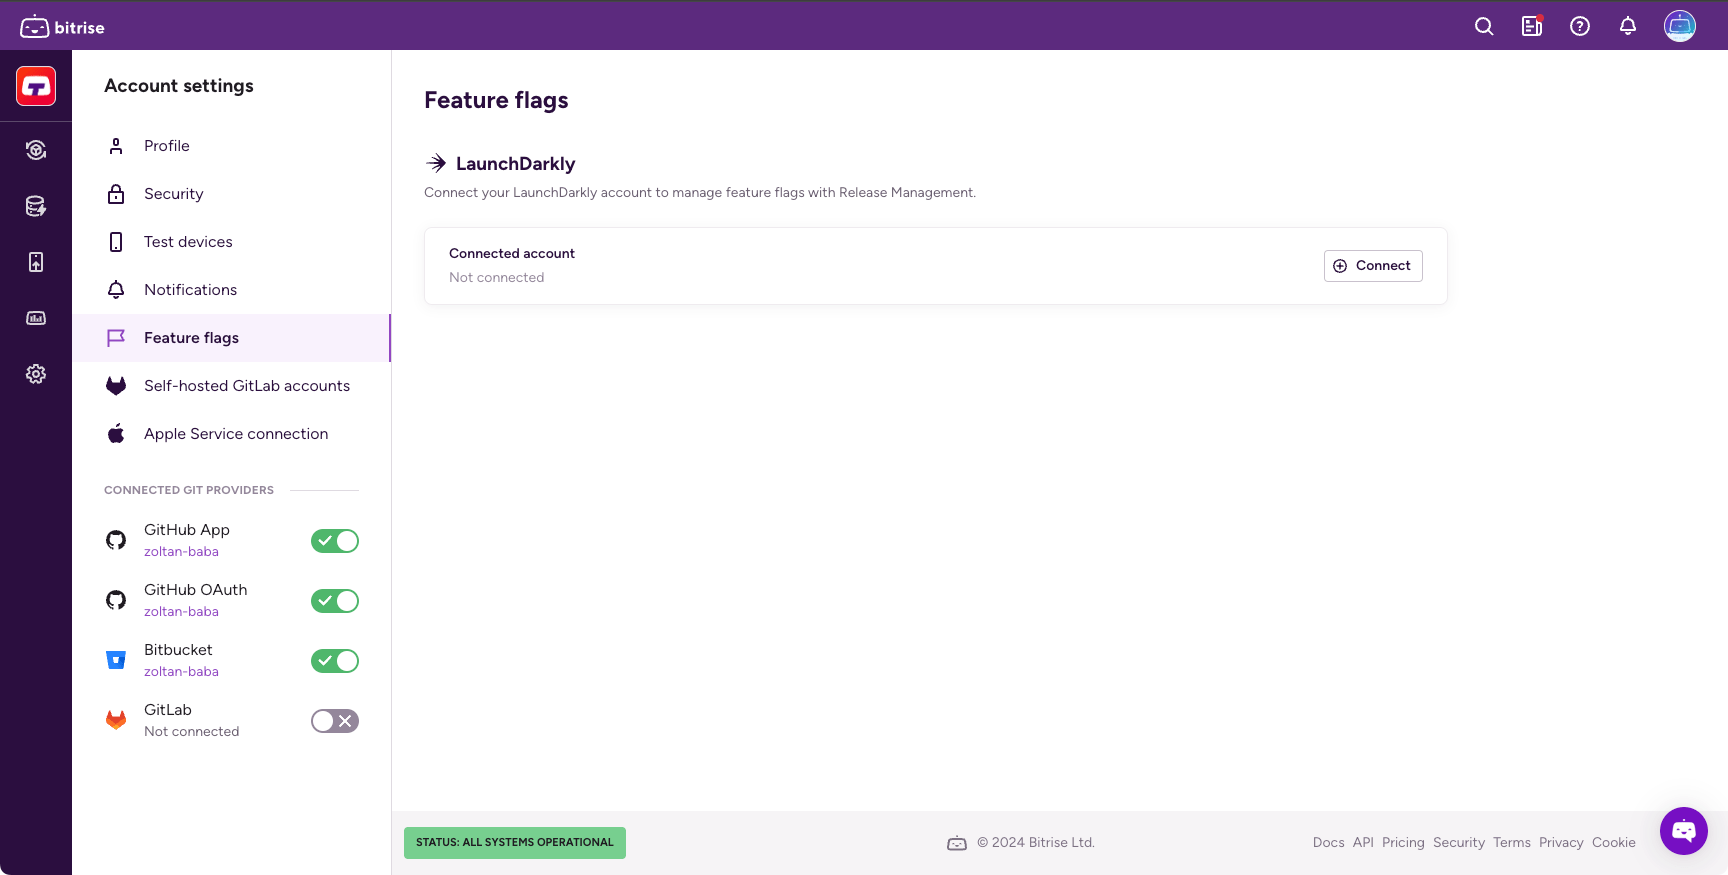 bitrise
Account settings
Profile
Security
Test devices
Notifications
Feature flags
Self-hosted GitLab accounts
Apple Service connection
CONNECTED GIT PROVIDERS
GitHub App
zoltan-baba
GitHub OAuth
zoltan-baba
Bitbucket
zoltan-baba
GitLab
Not connected
Feature flags
LaunchDarkly
Connect your LaunchDarkly account to manage feature flags with Release Management.
Connected account
Not connected
Connect
STATUS: ALL SYSTEMS OPERATIONAL
© 2024 Bitrise Ltd.
Docs API Pricing Security Terms Privacy Cookie